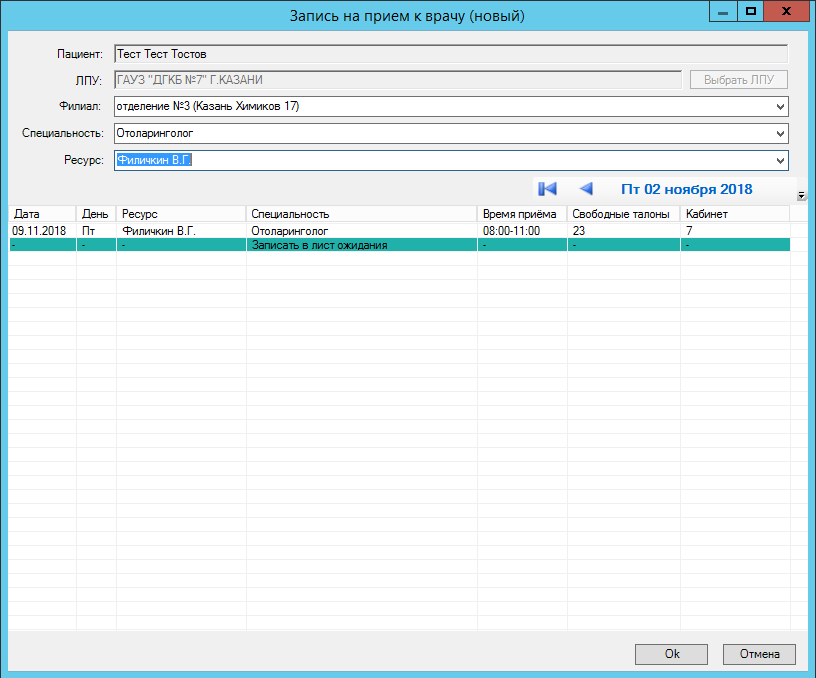 Запись на прием к врачу (новый)
Пациент: Тест Тест Тостов
ЛПУ: ГАУЗ "ДГКБ №7" Г.КАЗАНИ Выбрать ЛПУ
Филиал: отделение №3 (Казань Химиков 17)
Специальность: Отоларинголог
Ресурс: Филичкин В.Г.
Пт 02 ноября 2018
Дата День Ресурс Специальность Время приёма Свободные талоны Кабинет
09.11.2018 Пт Филичкин В.Г. Отоларинголог 08:00-11:00 23 7
- - - Записать в лист ожидания - - -
Ok Отмена